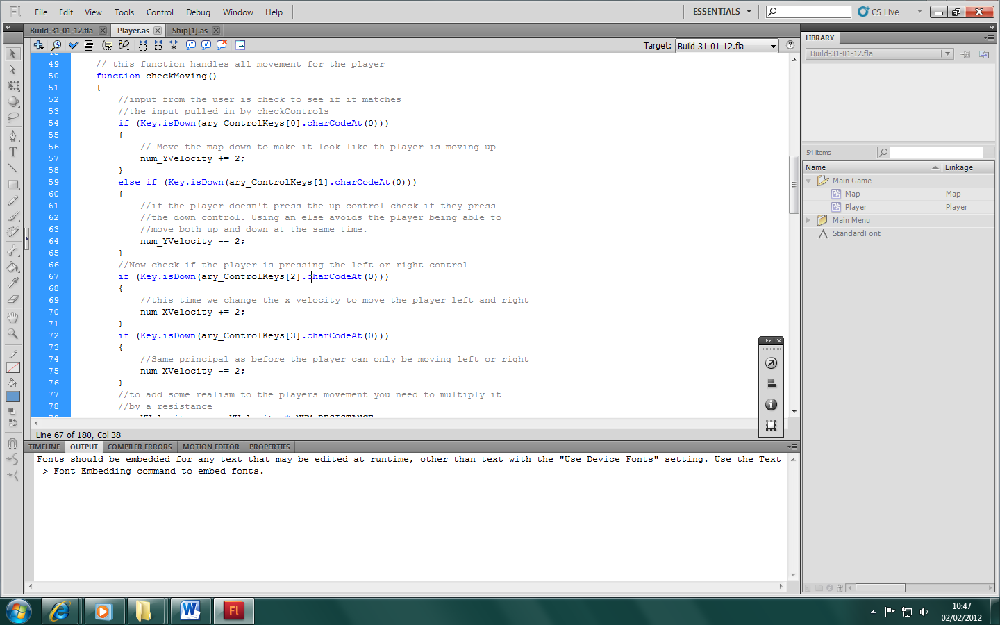 Fl File Edit View Tools Control Debug Window Help ESSENTIALS CS Live
Build-31-01-12.fla Player.as Ship[1].as
Target: Build-31-01-12.fla
49 // this function handles all movement for the player
50 function checkMoving()
51 {
52 //input from the user is check to see if it matches
53 //the input pulled in by checkControls
54 if (Key.isDown(ary_ControlKeys[0].charCodeAt(0)))
55 {
56 // Move the map down to make it look like th player is moving up
57 num_YVelocity += 2;
58 }
59 else if (Key.isDown(ary_ControlKeys[1].charCodeAt(0)))
60 {
61 //if the player doesn't press the up control check if they press
62 //the down control. Using an else avoids the player being able to
63 //move both up and down at the same time.
64 num_YVelocity -= 2;
65 }
66 //Now check if the player is pressing the left or right control
67 if (Key.isDown(ary_ControlKeys[2].charCodeAt(0)))
68 {
69 //this time we change the x velocity to move the player left and right
70 num_XVelocity += 2;
71 }
72 if (Key.isDown(ary_ControlKeys[3].charCodeAt(0)))
73 {
74 //Same principal as before the player can only be moving left or right
75 num_XVelocity -= 2;
76 }
77 //to add some realism to the players movement you need to multiply it
78 //by a resistance
Line 67 of 180, Col 38
TIMELINE OUTPUT COMPILER ERRORS MOTION EDITOR PROPERTIES
Fonts should be embedded for any text that may be edited at runtime, other than text with the "Use Device Fonts" setting. Use the Text
> Font Embedding command to embed fonts.
LIBRARY
Build-31-01-12.fla
54 items
Name Linkage
Main Game
Map Map
Player Player
Main Menu
StandardFont
10:47
02/02/2012